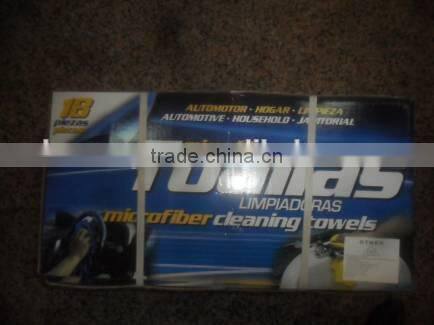 18
piezas
AUTOMOTOR · HOGAR · LIMPIEZA
AUTOMOTIVE · HOUSEHOLD · JANITORIAL
trade.china.cn
Toallas
LIMPIADORAS
microfiber cleaning towels